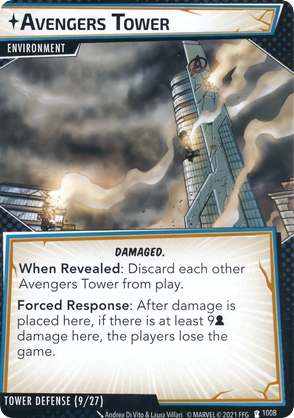 AVENGERS TOWER
ENVIRONMENT
DAMAGED.
When Revealed: Discard each other
Avengers Tower from play.
Forced Response: After damage is
placed here, if there is at least 9
damage here, the players lose the
game.
TOWER DEFENSE (9/27)
Andrea Di Vito & Laura Villari © MARVEL © 2021 FFG 100B